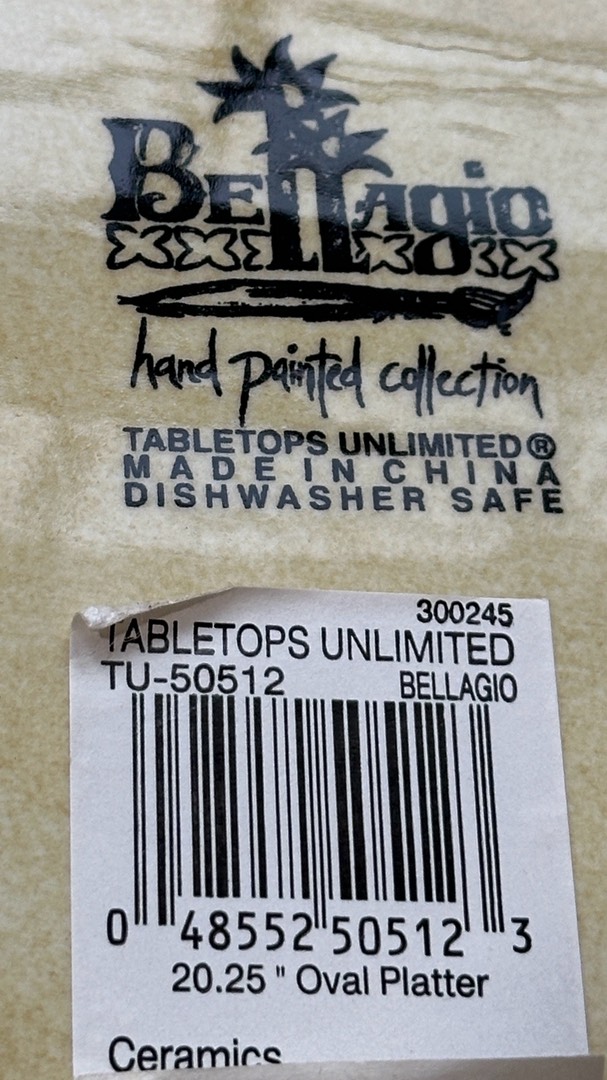 Bellagio
hand painted collection
TABLETOPS UNLIMITED®
MADE IN CHINA
DISHWASHER SAFE
300245
TABLETOPS UNLIMITED
TU-50512 BELLAGIO
0 48552 50512 3
20.25 " Oval Platter
Ceramics